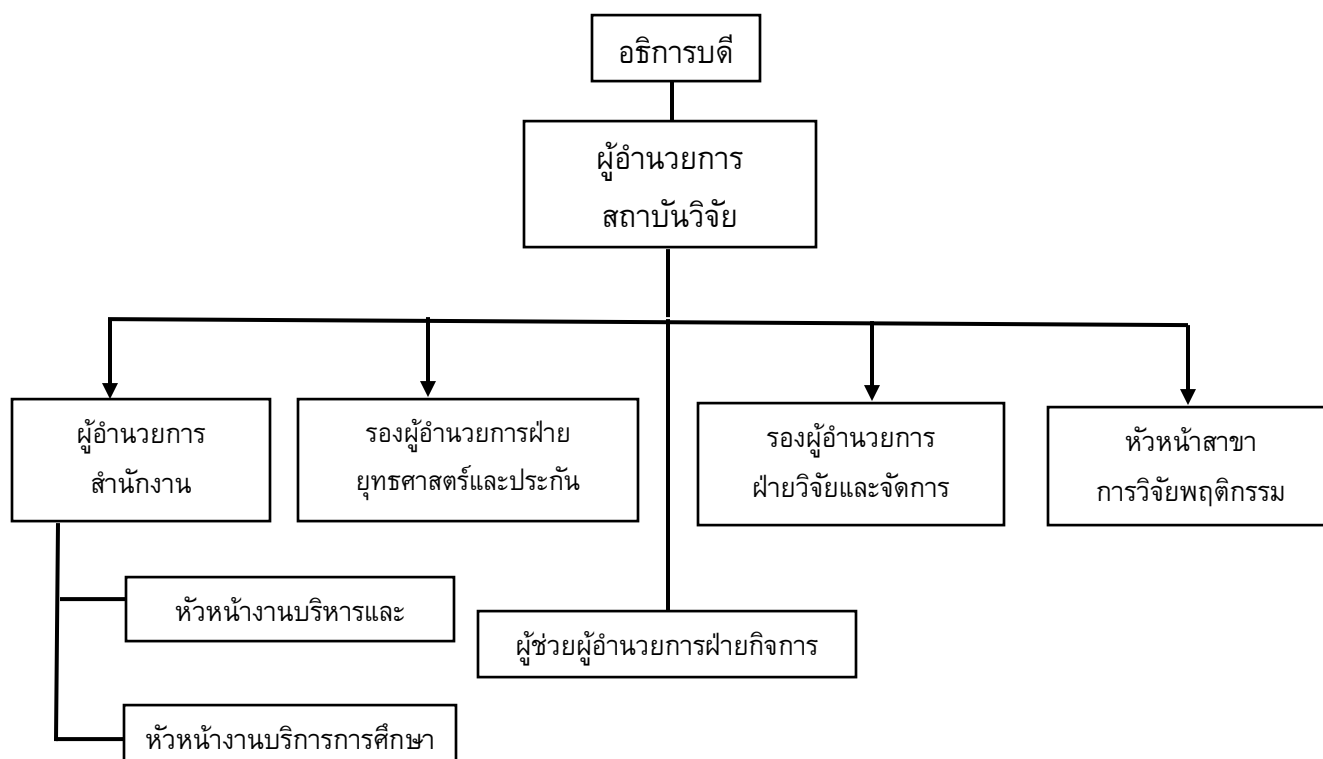 อธิการบดี
ผู้อำนวยการ
สถาบันวิจัย
ผู้อำนวยการ
สำนักงาน
รองผู้อำนวยการฝ่าย
ยุทธศาสตร์และประกัน
รองผู้อำนวยการ
ฝ่ายวิจัยและจัดการ
หัวหน้าสาขา
การวิจัยพฤติกรรม
หัวหน้างานบริหารและ
ผู้ช่วยผู้อำนวยการฝ่ายกิจการ
หัวหน้างานบริการการศึกษา